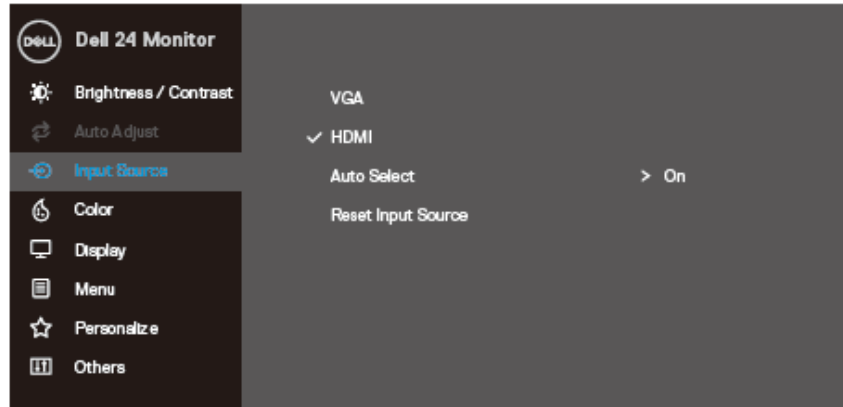 DELL Dell 24 Monitor
Brightness / Contrast
VGA
Auto Adjust
HDMI
Input Source
Auto Select > On
Color
Reset Input Source
Display
Menu
Personalize
Others